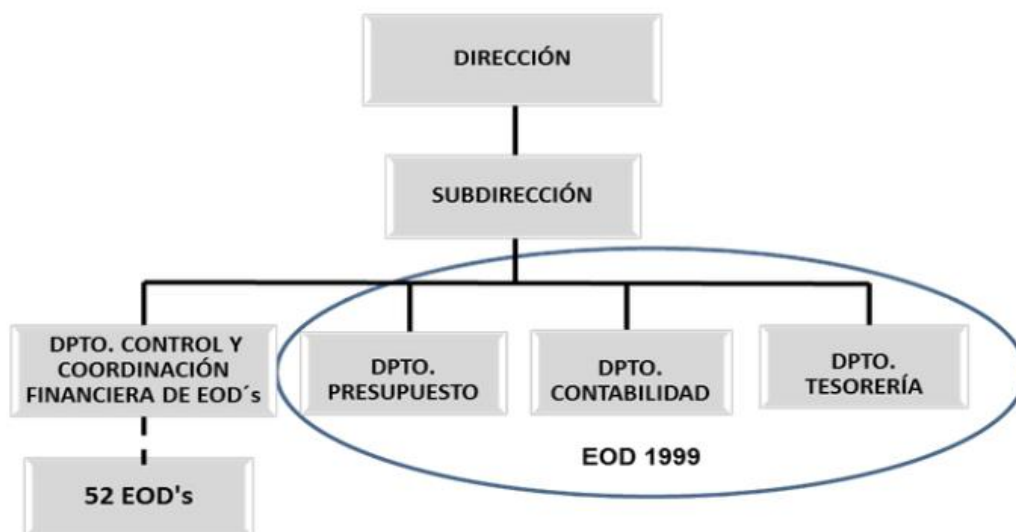 DIRECCIÓN
SUBDIRECCIÓN
DPTO. CONTROL Y
COORDINACIÓN
FINANCIERA DE EOD´s
DPTO.
PRESUPUESTO
DPTO.
CONTABILIDAD
DPTO.
TESORERÍA
EOD 1999
52 EOD's